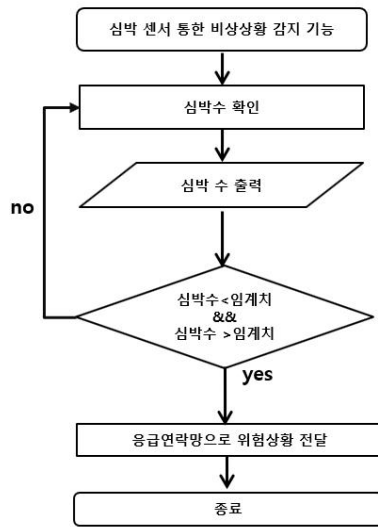 심박 센서 통한 비상상황 감지 기능
심박수 확인
심박 수 출력
no
심박수<임계치
&&
심박수 >임계치
yes
응급연락망으로 위험상황 전달
종료